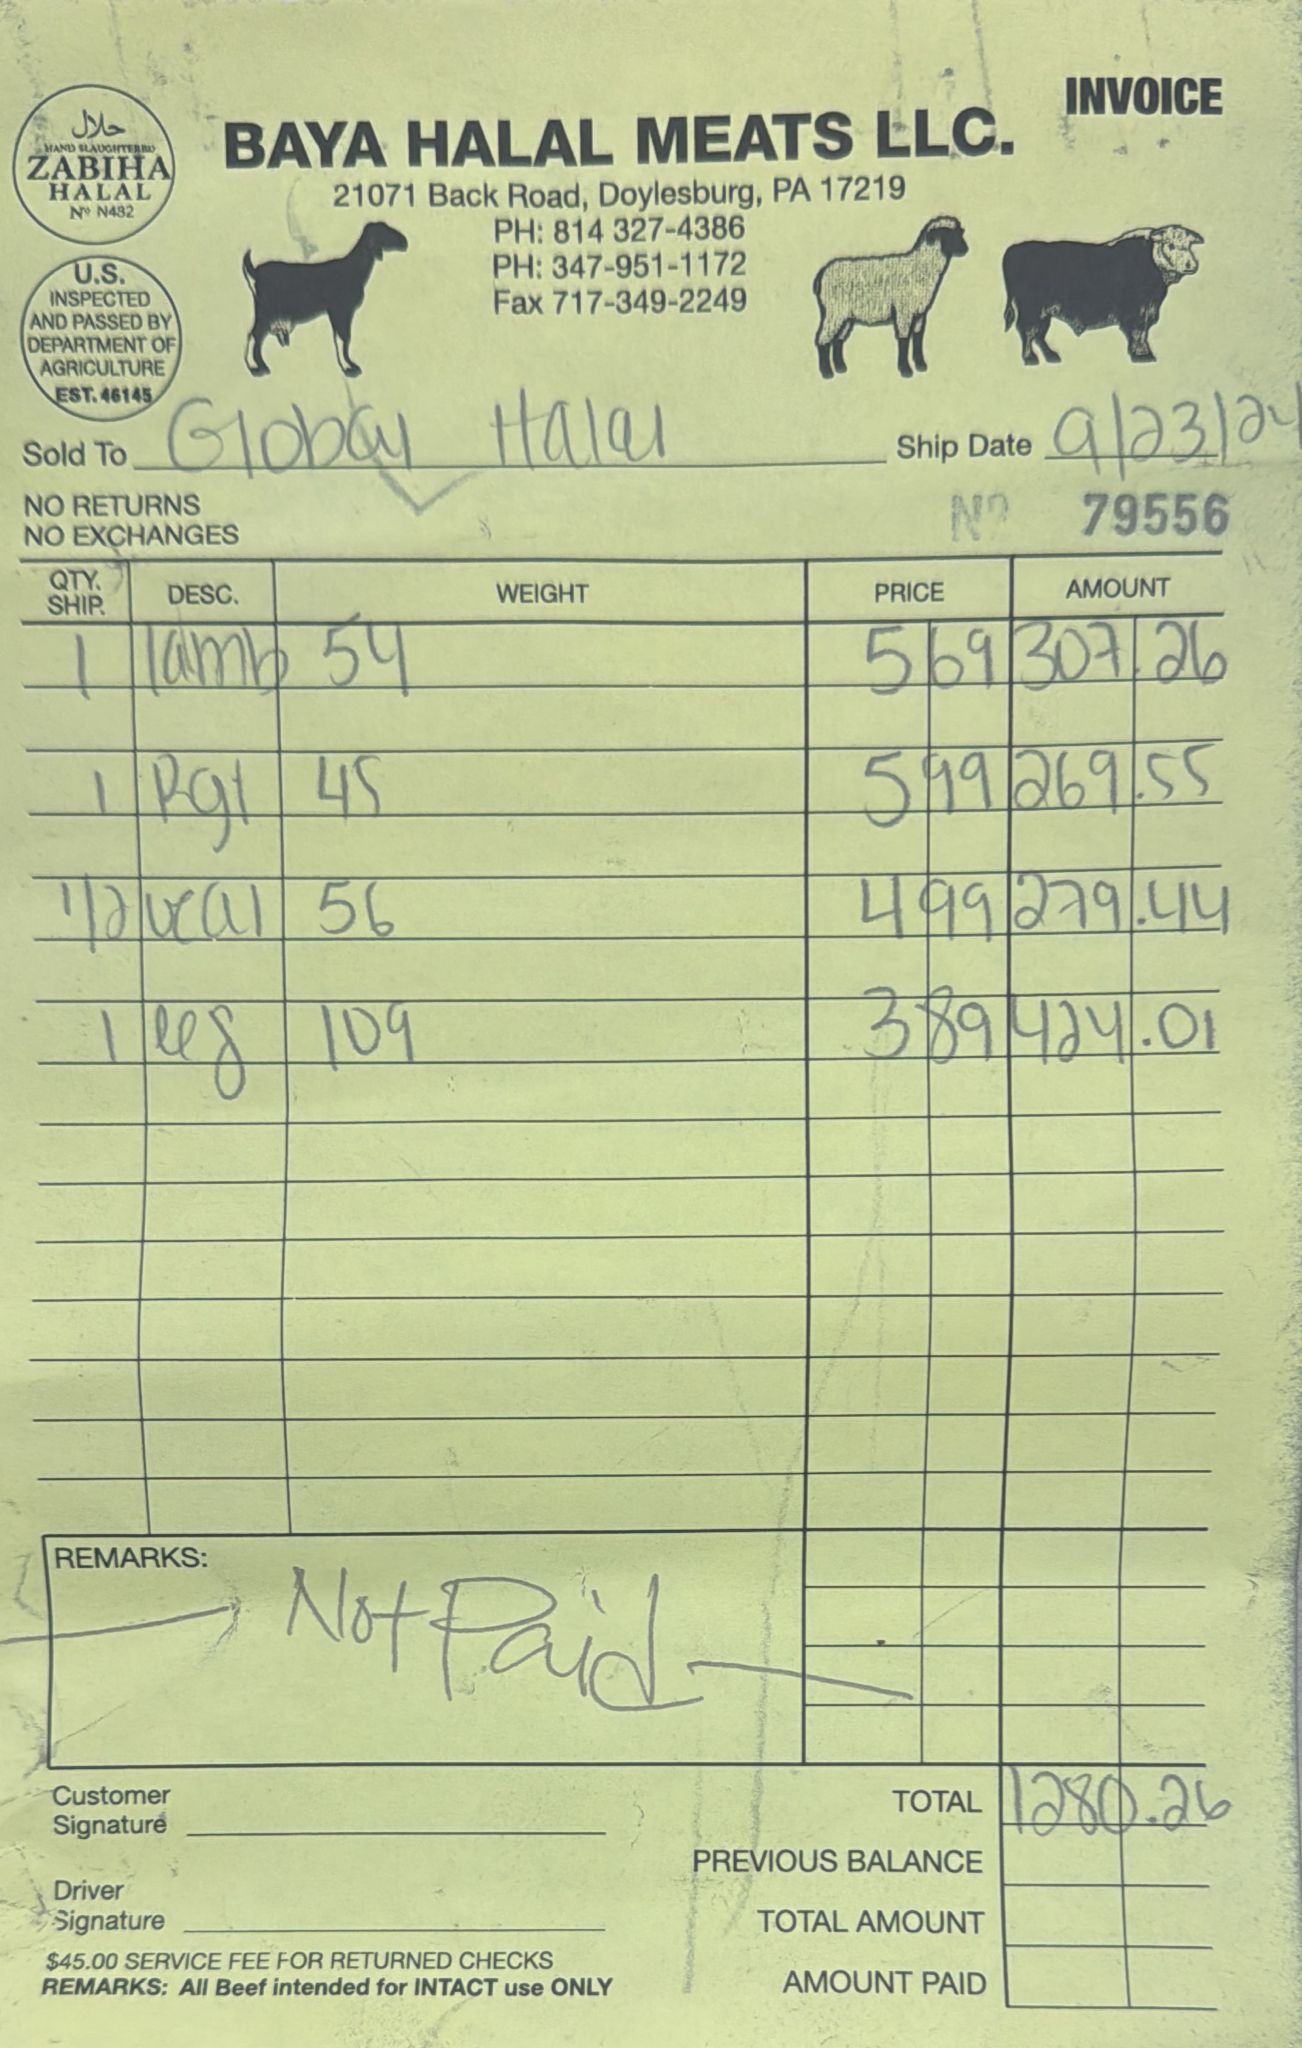 INVOICE
حلال
HAND SLAUGHTERED
ZABIHA
HALAL
Nº N432
BAYA HALAL MEATS LLC.
21071 Back Road, Doylesburg, PA 17219
PH: 814 327-4386
PH: 347-951-1172
Fax 717-349-2249
U.S.
INSPECTED
AND PASSED BY
DEPARTMENT OF
AGRICULTURE
EST. 46145
Sold To Global Halal Ship Date 9/23/24
NO RETURNS
NO EXCHANGES
Nº 79556
QTY. SHIP. DESC. WEIGHT PRICE AMOUNT
1 lamb 54 5 69 307.26
1 Rgt 45 5 99 269.55
1/2 veal 56 4 99 279.44
1 leg 109 3 89 424.01
REMARKS:
Not Paid
Customer
Signature
TOTAL 1280.26
PREVIOUS BALANCE
Driver
Signature
TOTAL AMOUNT
AMOUNT PAID
$45.00 SERVICE FEE FOR RETURNED CHECKS
REMARKS: All Beef intended for INTACT use ONLY